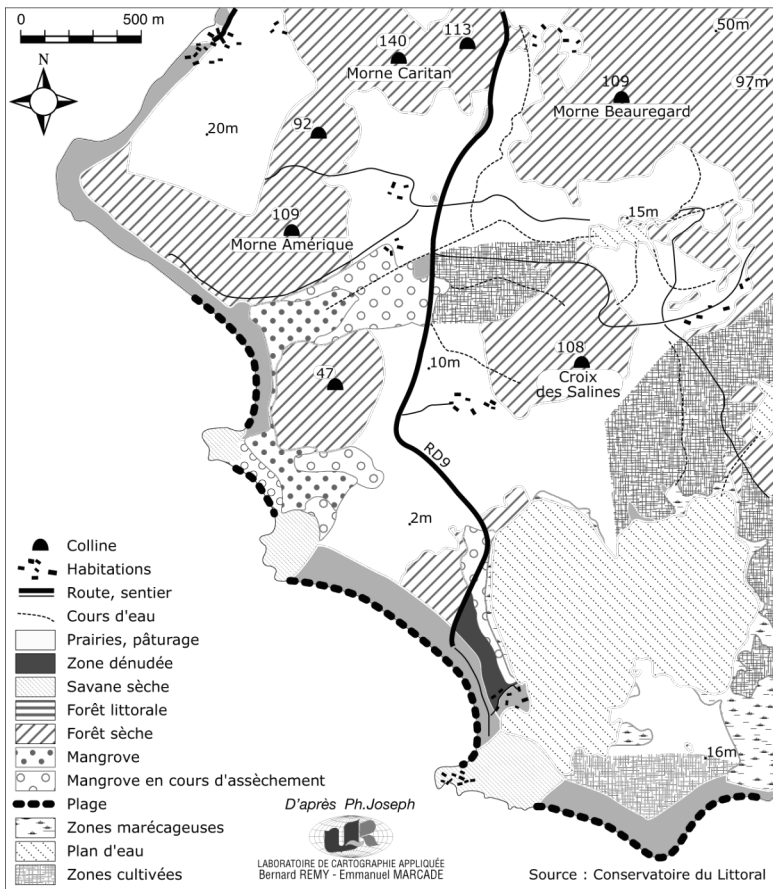 0 500 m
N
140
113
Morne Caritan
50m
109
97m
Morne Beauregard
92
20m
15m
109
Morne Amérique
47
10m
108
Croix
des Salines
RD9
2m
16m
Colline
Habitations
Route, sentier
Cours d'eau
Prairies, pâturage
Zone dénudée
Savane sèche
Forêt littorale
Forêt sèche
Mangrove
Mangrove en cours d'assèchement
Plage
Zones marécageuses
Plan d'eau
Zones cultivées
D'après Ph.Joseph
LABORATOIRE DE CARTOGRAPHIE APPLIQUÉE
Bernard REMY - Emmanuel MARCADE
Source : Conservatoire du Littoral